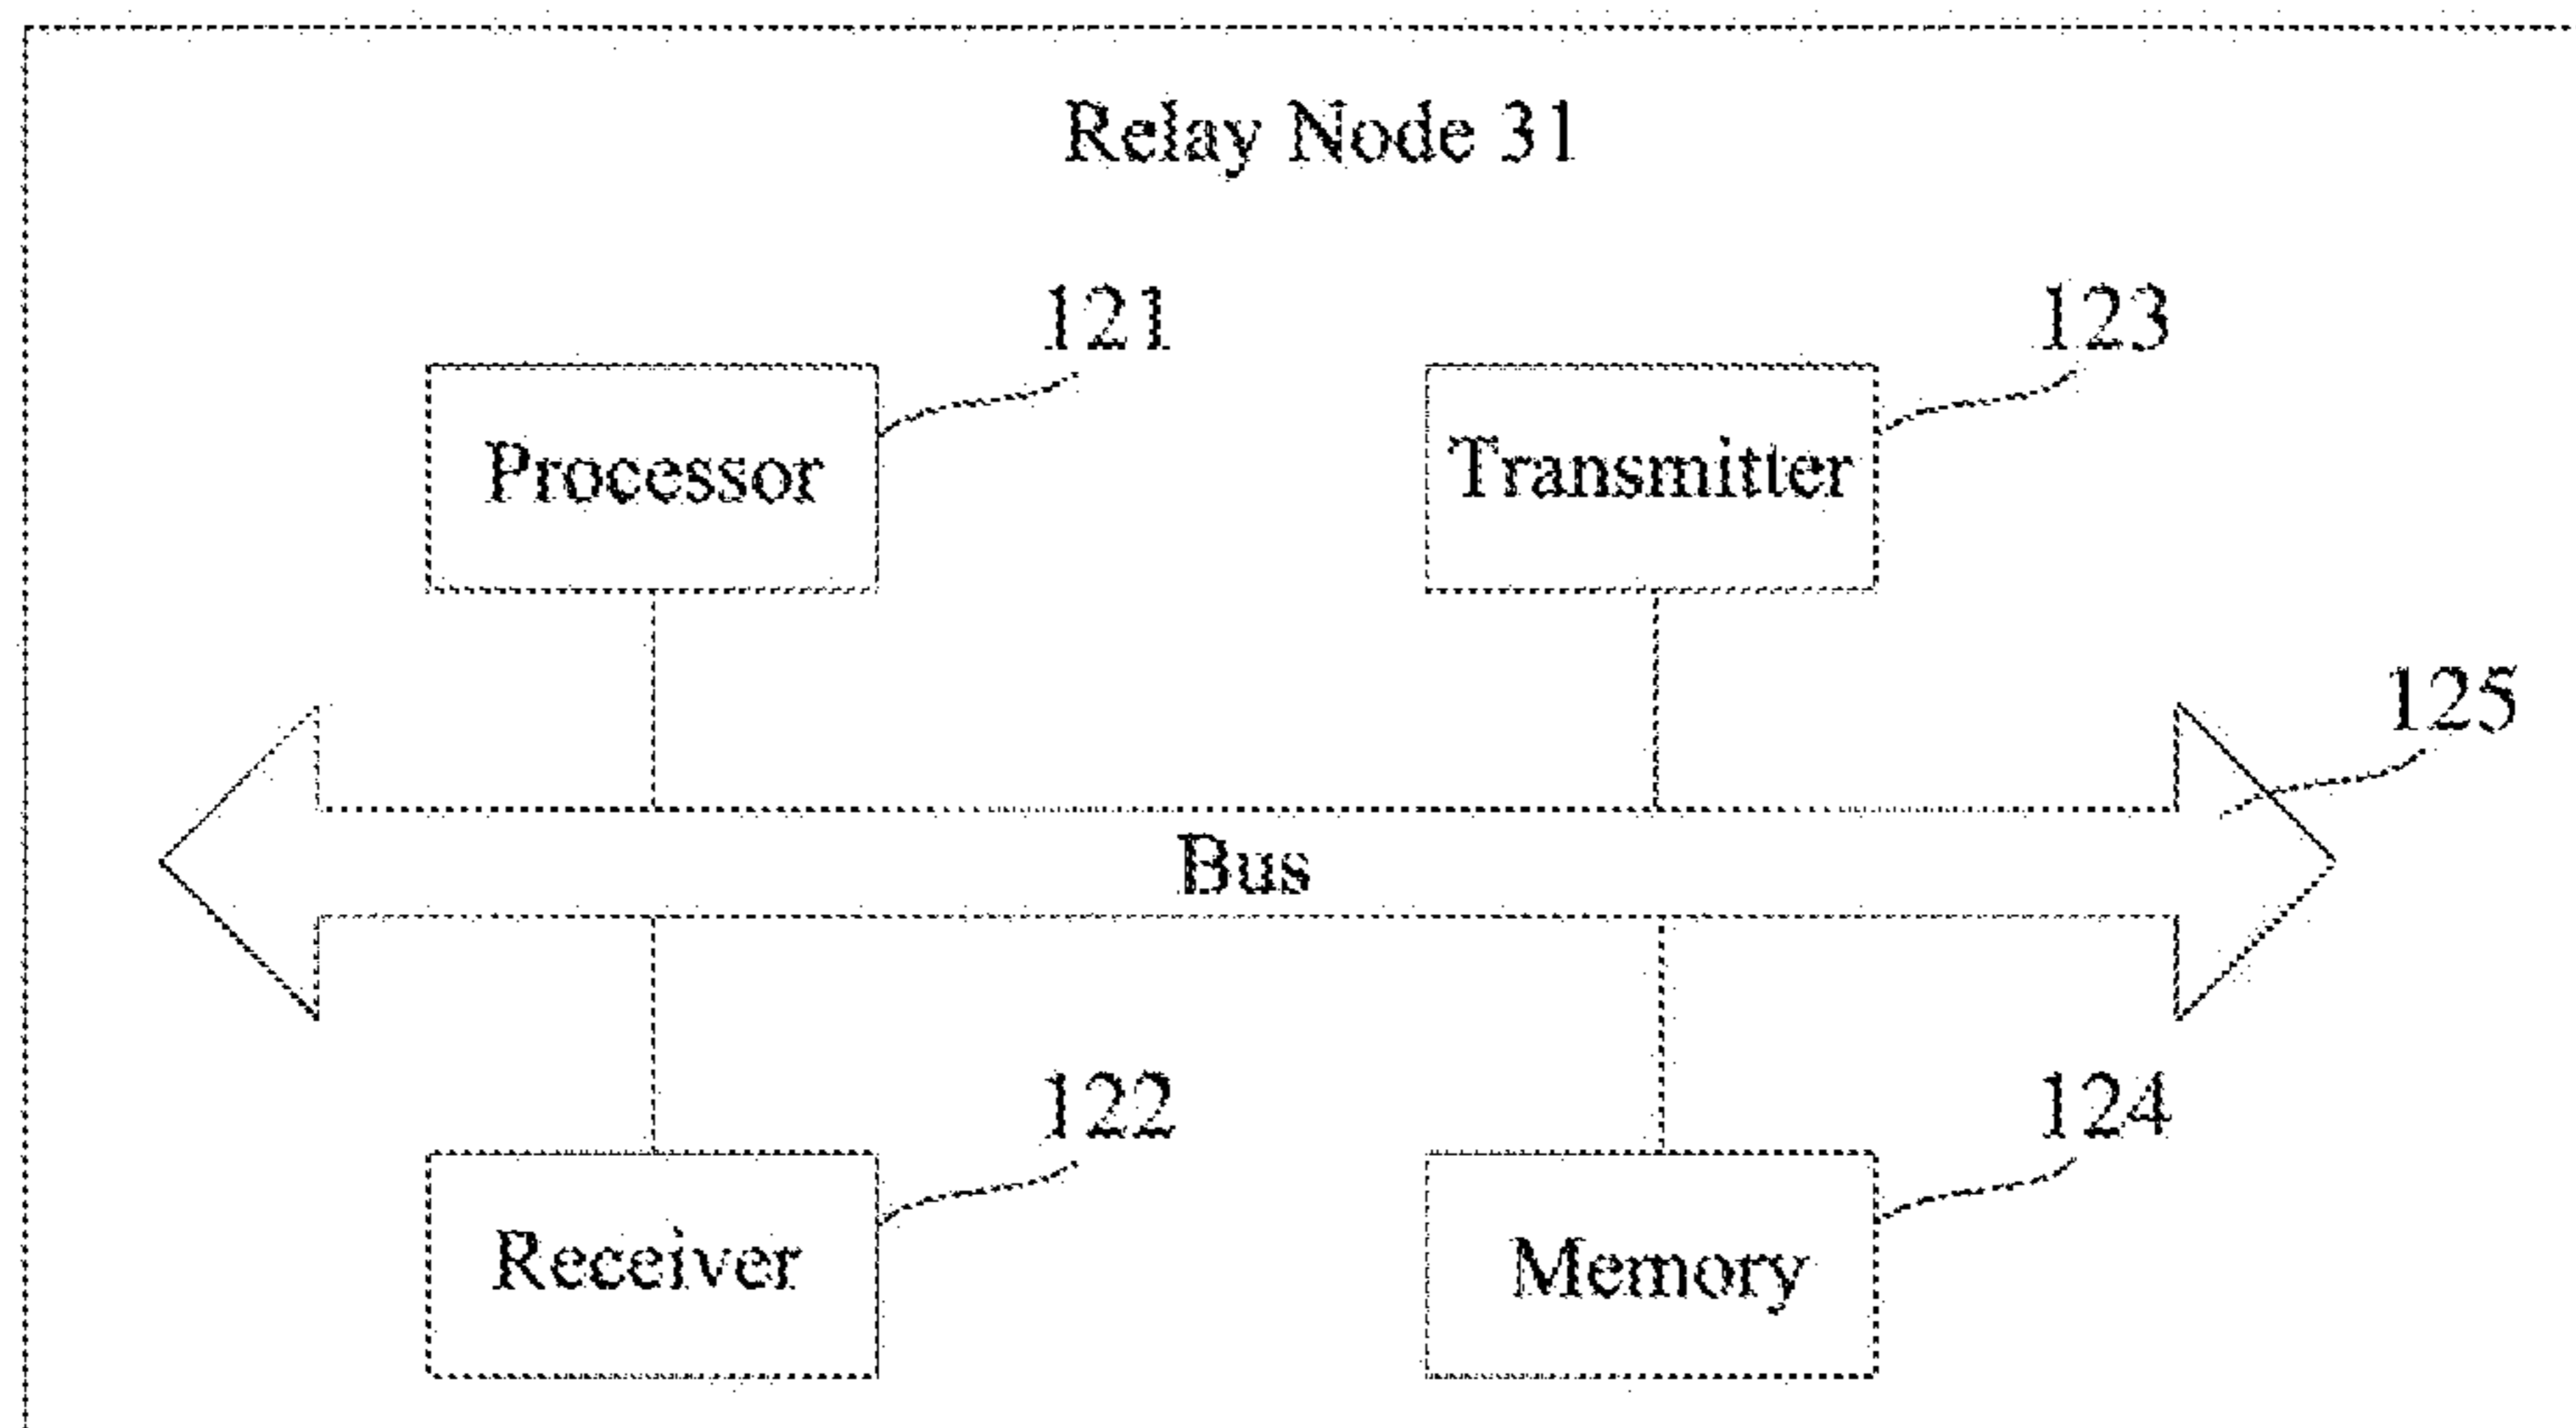 Relay Node 31
121
123
Processor
Transmitter
125
Bus
122
124
Receiver
Memory